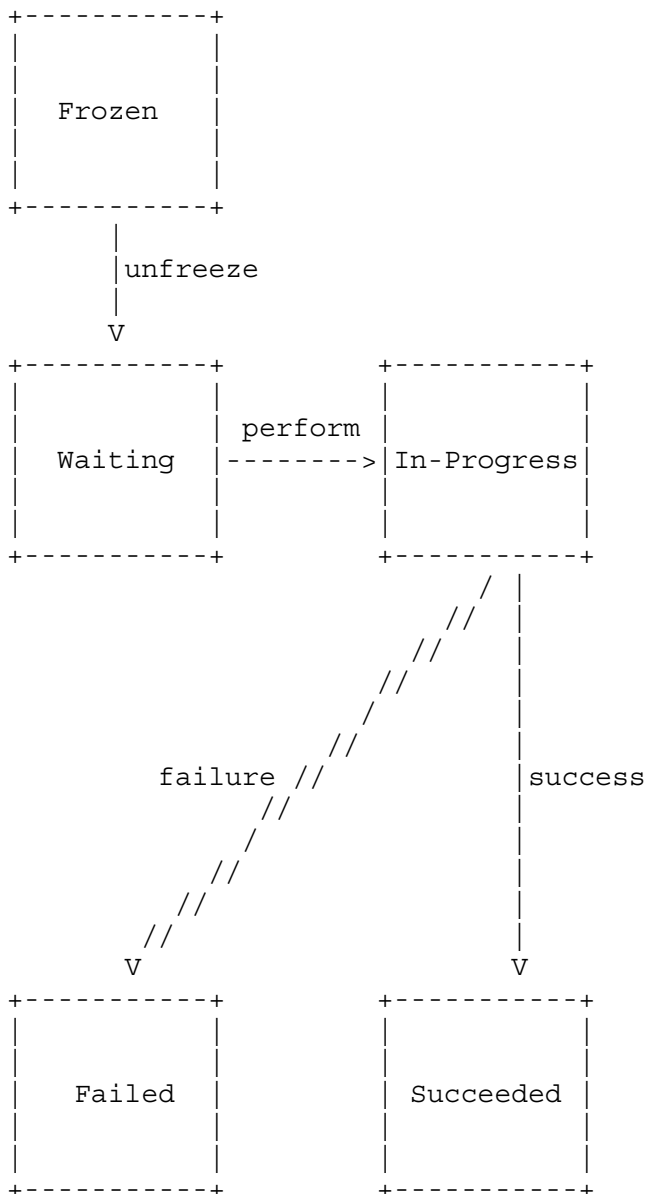 Frozen
unfreeze
perform
Waiting
In-Progress
failure
success
Failed
Succeeded